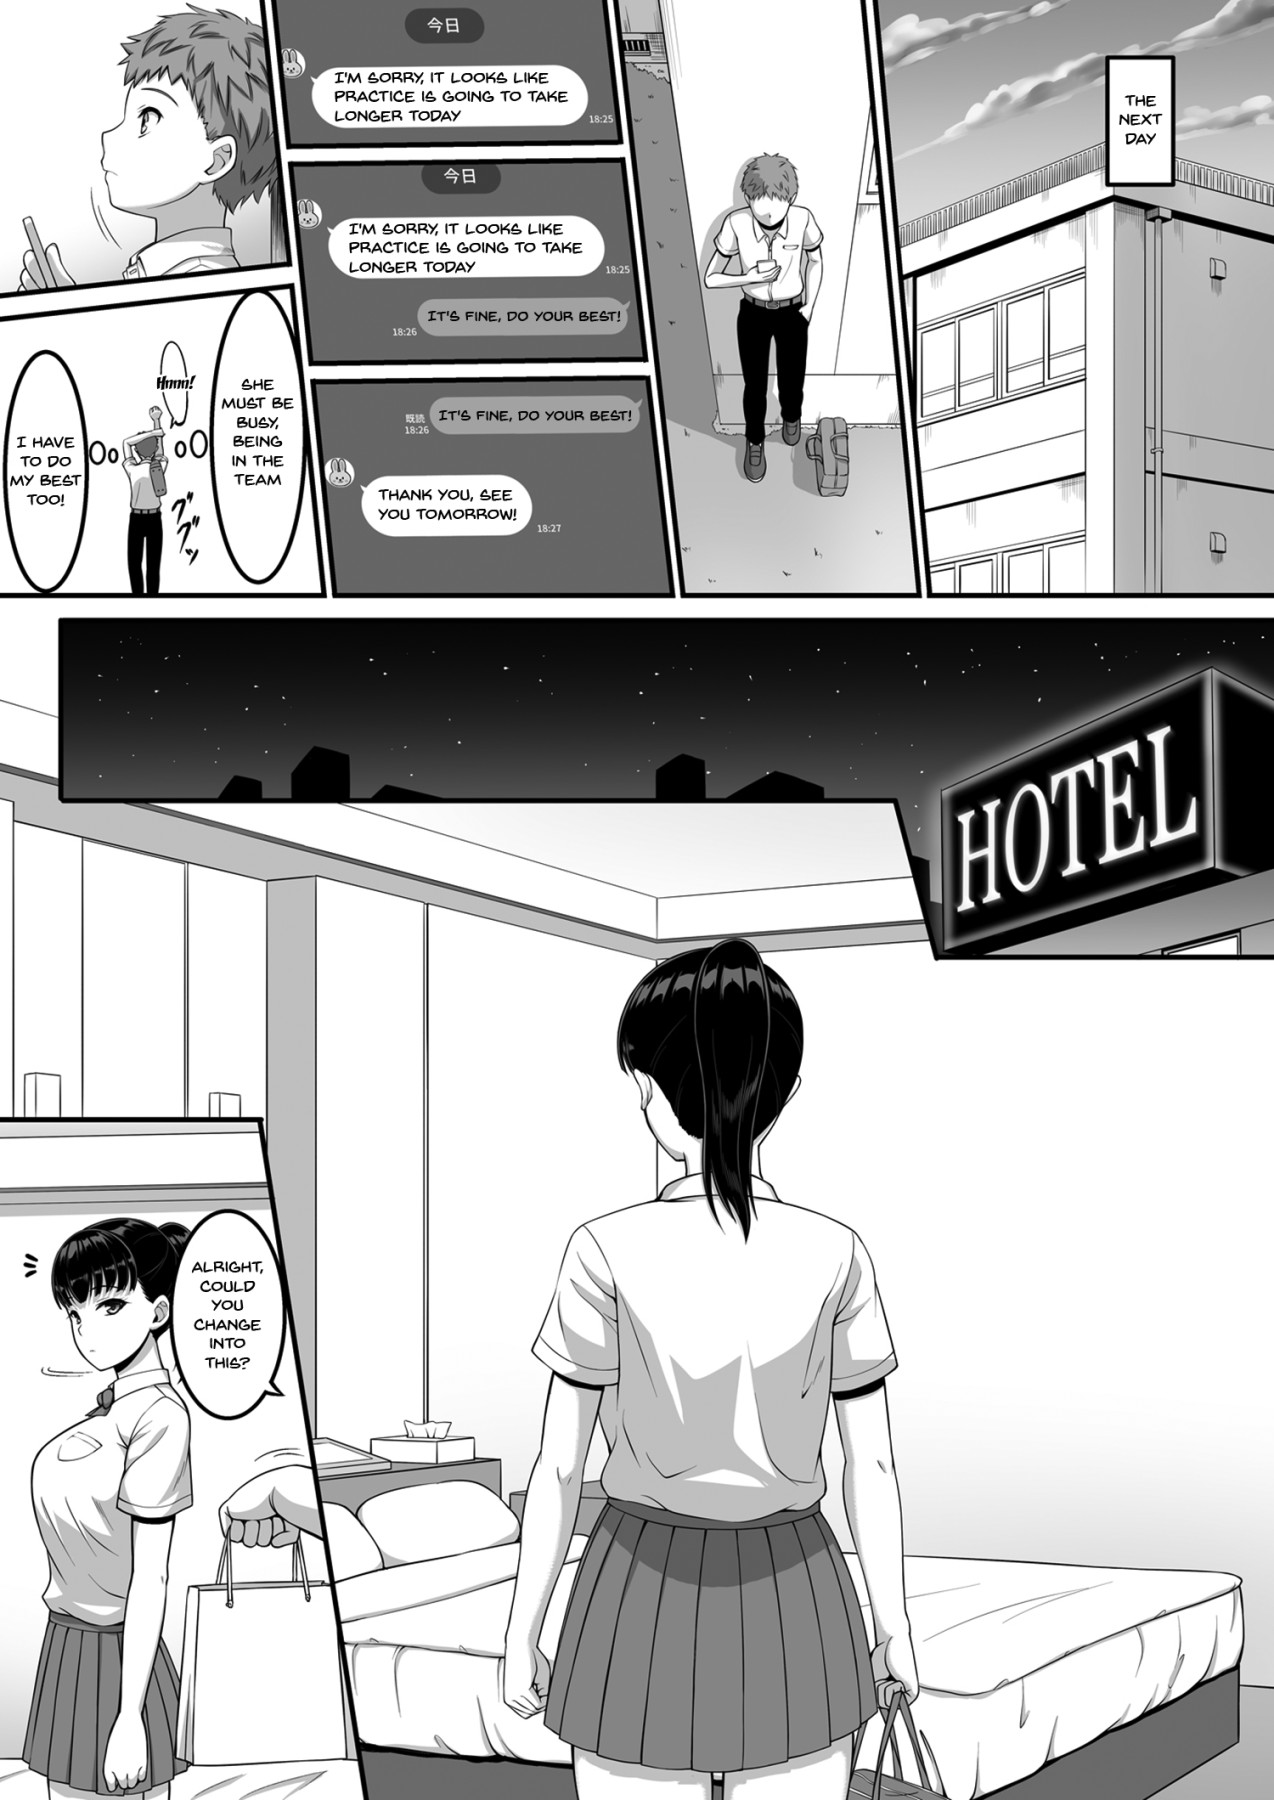 THE
NEXT
DAY
今日
I'M SORRY, IT LOOKS LIKE
PRACTICE IS GOING TO TAKE
LONGER TODAY
18:25
今日
I'M SORRY, IT LOOKS LIKE
PRACTICE IS GOING TO TAKE
LONGER TODAY
18:25
IT'S FINE, DO YOUR BEST!
18:26
IT'S FINE, DO YOUR BEST!
既読
18:26
THANK YOU, SEE
YOU TOMORROW!
18:27
SHE
MUST BE
BUSY,
BEING
IN THE
TEAM
Hmm!
I HAVE
TO DO
MY BEST
TOO!
グ
グッ
HOTEL
ALRIGHT,
COULD
YOU
CHANGE
INTO
THIS?